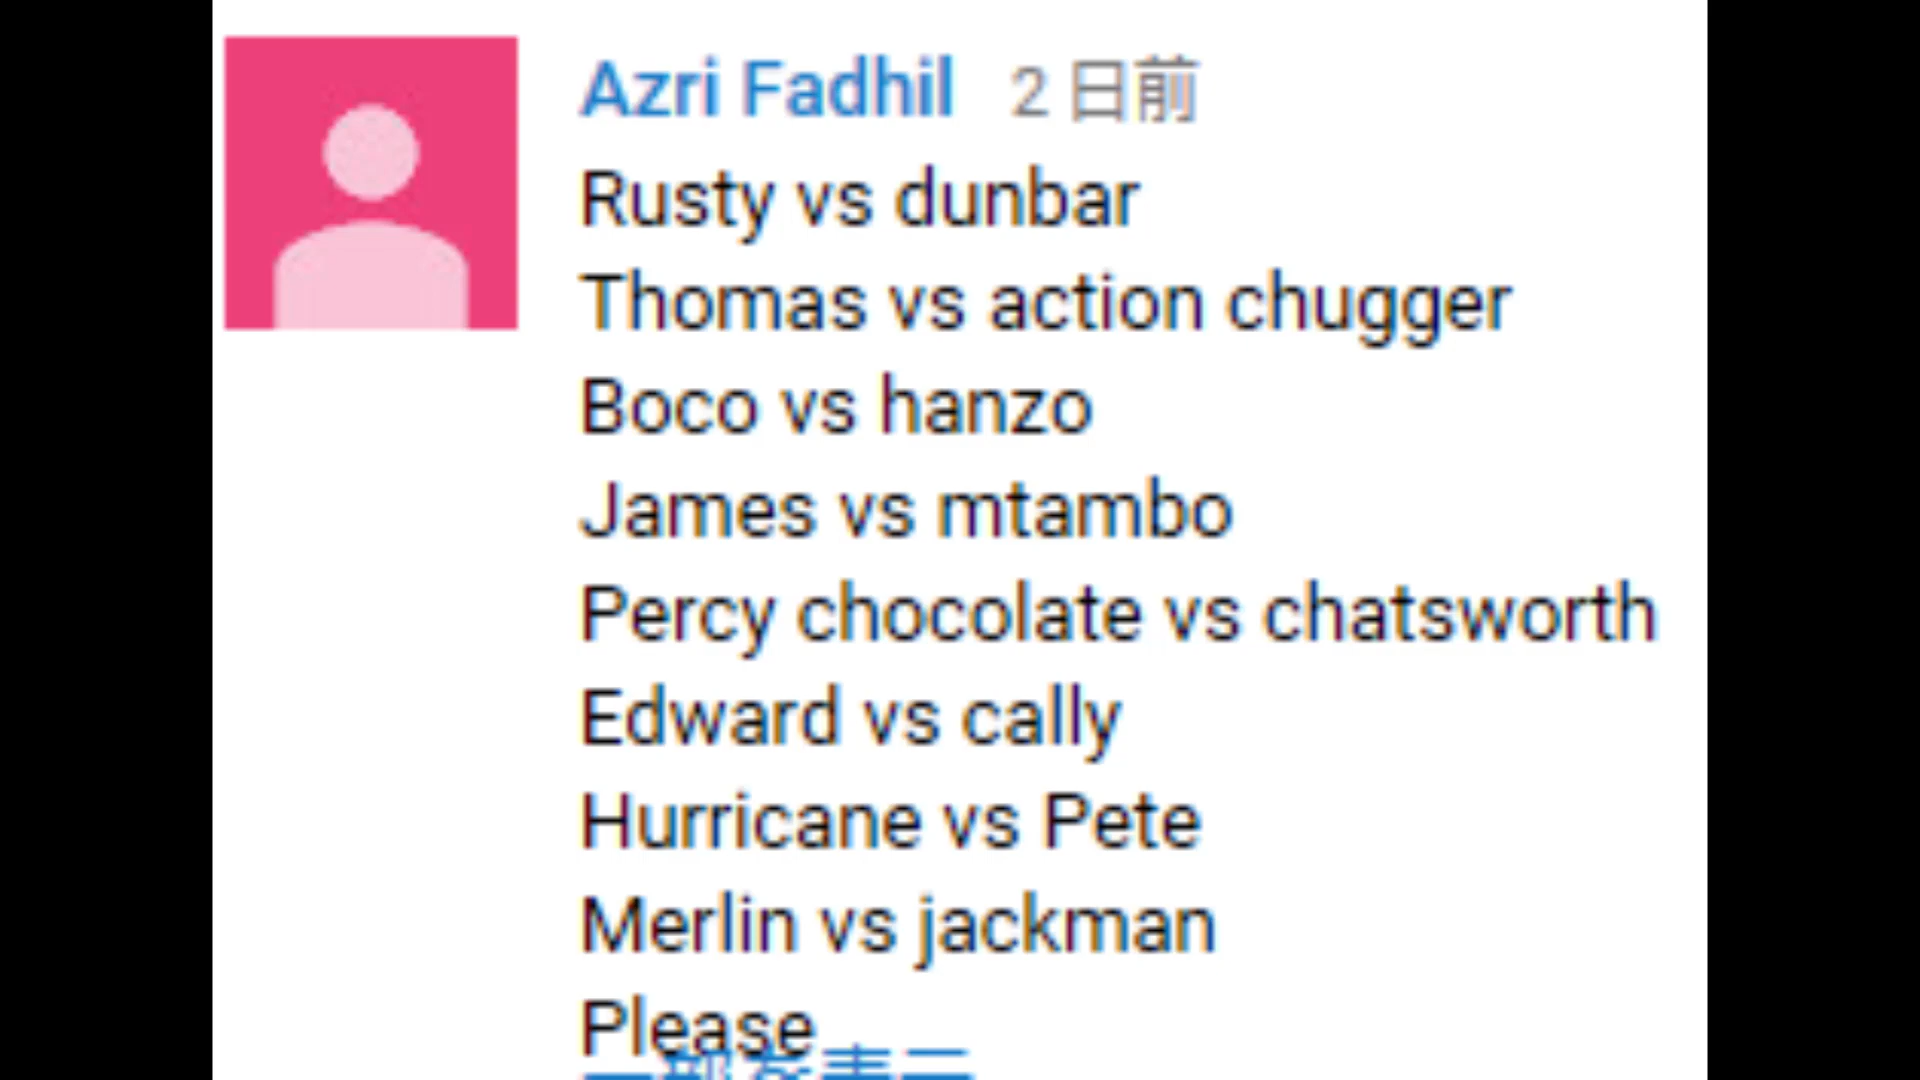 Azri Fadhil 2 日前
Rusty vs dunbar
Thomas vs action chugger
Boco vs hanzo
James vs mtambo
Percy chocolate vs chatsworth
Edward vs cally
Hurricane vs Pete
Merlin vs jackman
Please